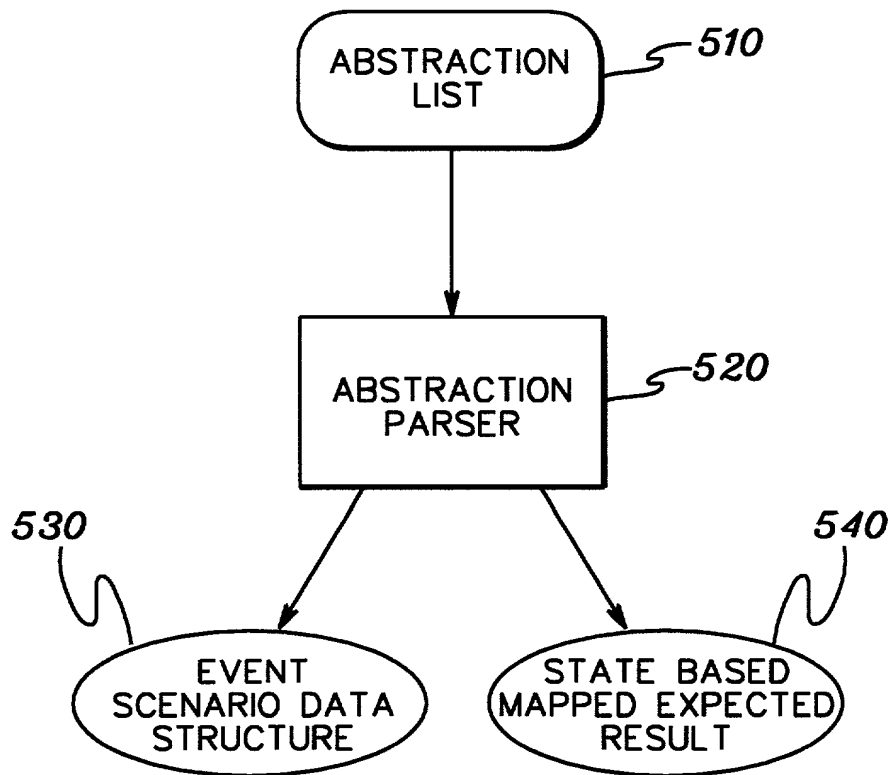 ABSTRACTION
LIST
510
ABSTRACTION
PARSER
520
530
540
EVENT
SCENARIO DATA
STRUCTURE
STATE BASED
MAPPED EXPECTED
RESULT